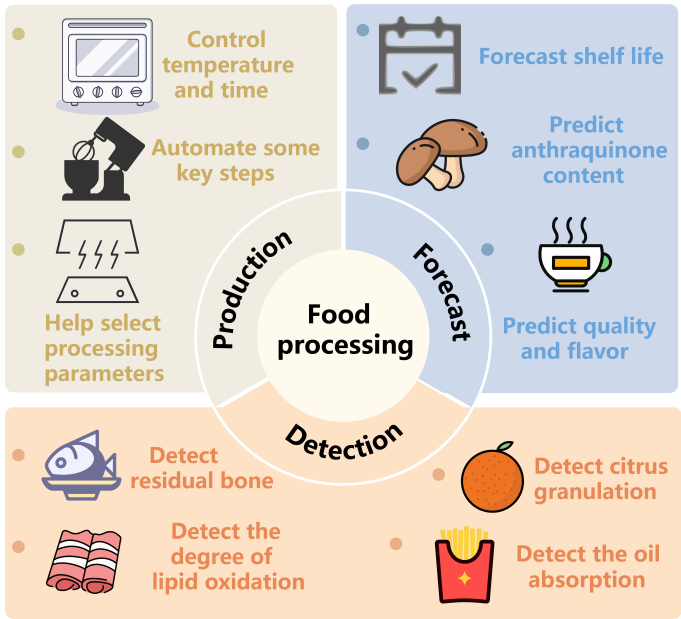 Control
temperature
and time
Automate some
key steps
Help select
processing
parameters
Forecast shelf life
Predict
anthraquinone
content
Predict quality
and flavor
Production
Forecast
Food
processing
Detection
Detect
residual bone
Detect the
degree of
lipid oxidation
Detect citrus
granulation
Detect the oil
absorption